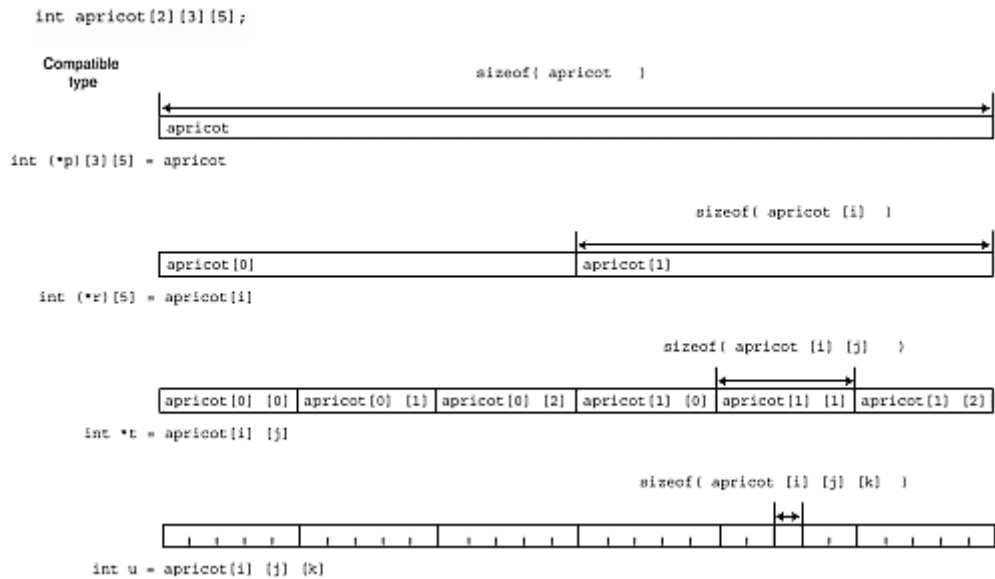 int apricot[2][3][5];
Compatible
type
sizeof( apricot )
apricot
int (*p)[3][5] = apricot
sizeof( apricot [i] )
apricot[0] apricot[1]
int (*r)[5] = apricot[i]
sizeof( apricot [i] [j] )
apricot[0] [0] apricot[0] [1] apricot[0] [2] apricot[1] [0] apricot[1] [1] apricot[1] [2]
int *t = apricot[i] [j]
sizeof( apricot [i] [j] [k] )
int u = apricot[i] [j] [k]